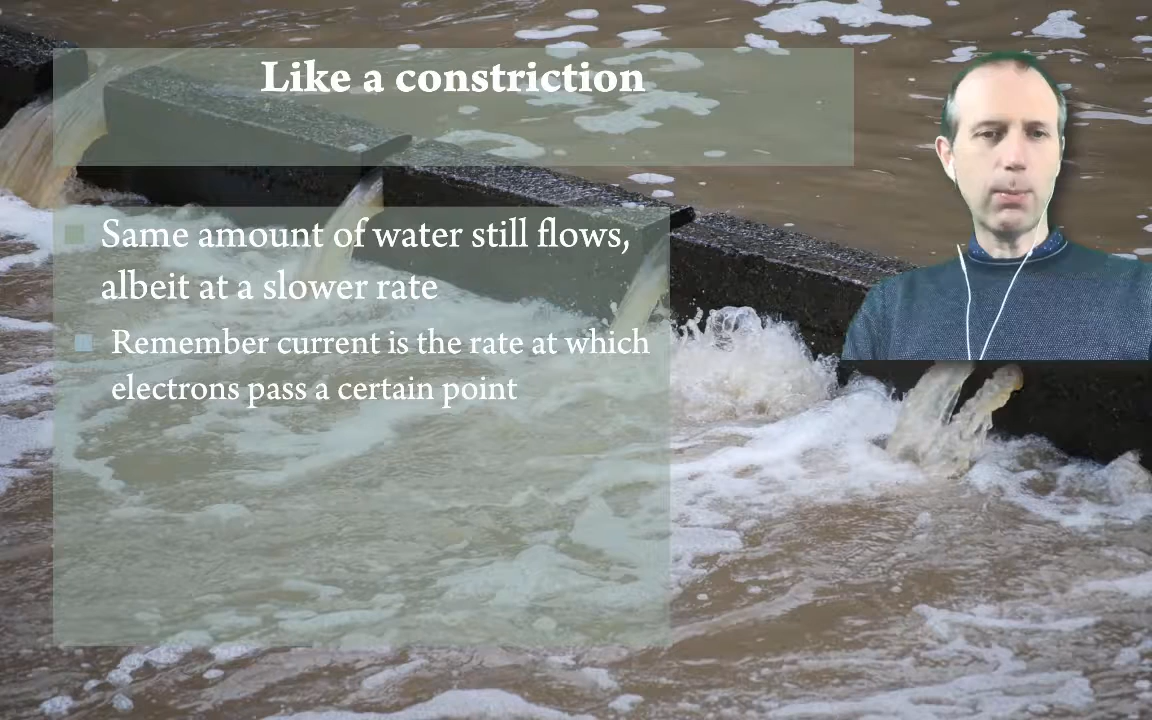 Like a constriction
Same amount of water still flows,
albeit at a slower rate
Remember current is the rate at which
electrons pass a certain point